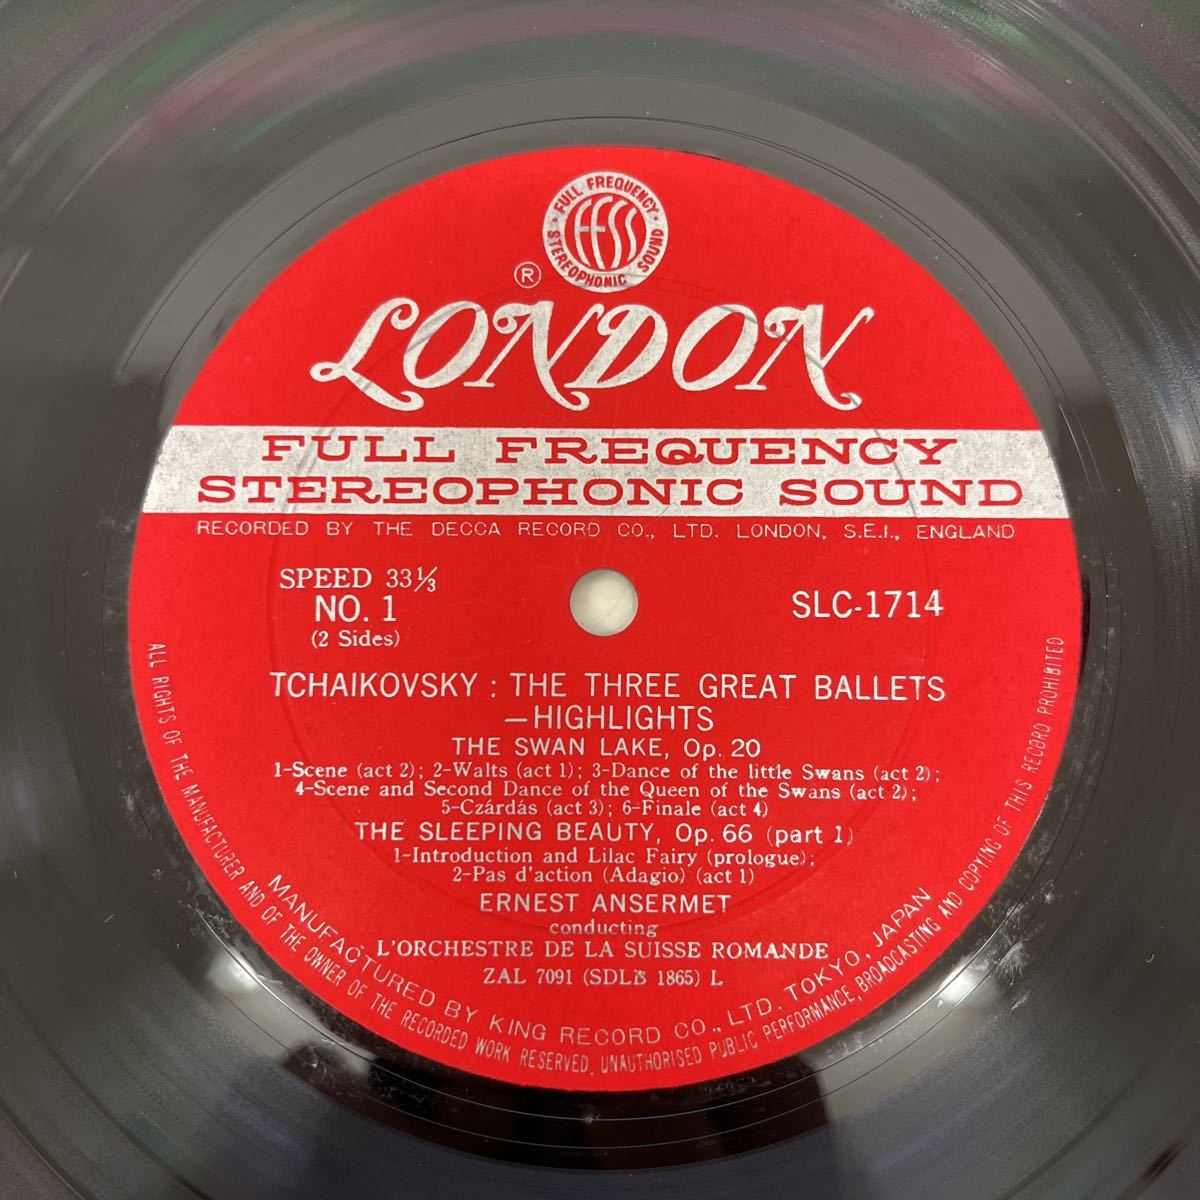 FULL FREQUENCY
STEREOPHONIC SOUND
FFSS
®
LONDON
FULL FREQUENCY
STEREOPHONIC SOUND
RECORDED BY THE DECCA RECORD CO., LTD. LONDON, S.E.I., ENGLAND
SPEED 33⅓
NO. 1
(2 Sides)
SLC-1714
TCHAIKOVSKY : THE THREE GREAT BALLETS
—HIGHLIGHTS
THE SWAN LAKE, Op. 20
1-Scene (act 2); 2-Walts (act 1); 3-Dance of the little Swans (act 2);
4-Scene and Second Dance of the Queen of the Swans (act 2);
5-Czárdás (act 3); 6-Finale (act 4)
THE SLEEPING BEAUTY, Op. 66 (part 1)
1-Introduction and Lilac Fairy (prologue);
2-Pas d'action (Adagio) (act 1)
ERNEST ANSERMET
conducting
L'ORCHESTRE DE LA SUISSE ROMANDE
ZAL 7091 (SDLB 1865) L
MANUFACTURED BY KING RECORD CO., LTD. TOKYO, JAPAN
ALL RIGHTS OF THE MANUFACTURER AND OF THE OWNER OF THE RECORDED WORK RESERVED. UNAUTHORISED PUBLIC PERFORMANCE, BROADCASTING AND COPYING OF THIS RECORD PROHIBITED